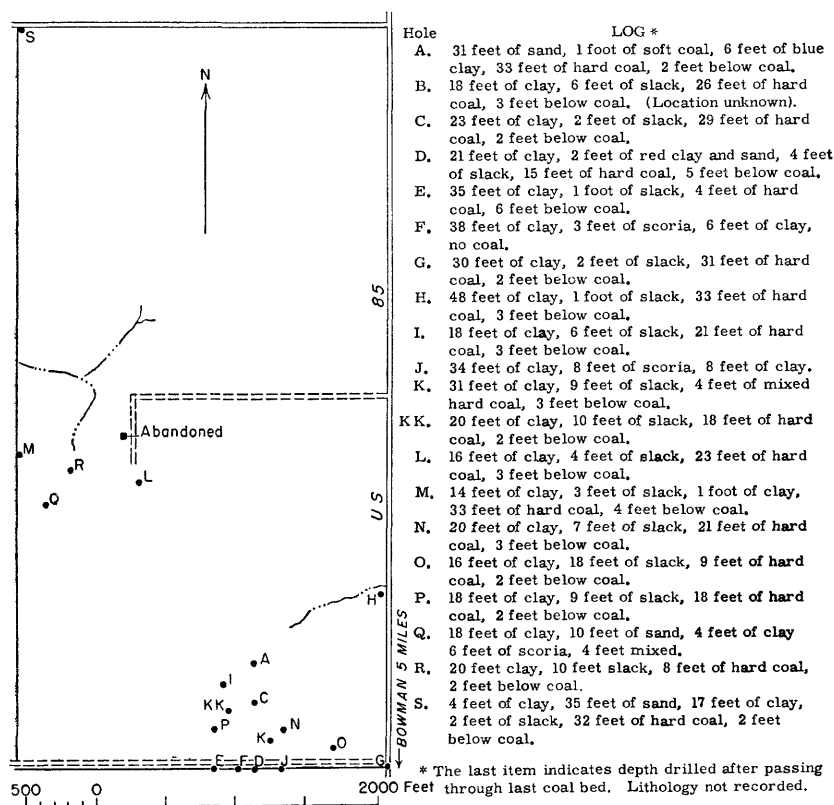 S
N
85
Abandoned
M
R
L
Q
US
H
A
I
KK
C
P
N
K
O
E F D J G
BOWMAN 5 MILES
500 0 2000 Feet
Hole LOG *
A. 31 feet of sand, 1 foot of soft coal, 6 feet of blue
clay, 33 feet of hard coal, 2 feet below coal.
B. 18 feet of clay, 6 feet of slack, 26 feet of hard
coal, 3 feet below coal. (Location unknown).
C. 23 feet of clay, 2 feet of slack, 29 feet of hard
coal, 2 feet below coal.
D. 21 feet of clay, 2 feet of red clay and sand, 4 feet
of slack, 15 feet of hard coal, 5 feet below coal.
E. 35 feet of clay, 1 foot of slack, 4 feet of hard
coal, 6 feet below coal.
F. 38 feet of clay, 3 feet of scoria, 6 feet of clay,
no coal.
G. 30 feet of clay, 2 feet of slack, 31 feet of hard
coal, 2 feet below coal.
H. 48 feet of clay, 1 foot of slack, 33 feet of hard
coal, 3 feet below coal.
I. 18 feet of clay, 6 feet of slack, 21 feet of hard
coal, 3 feet below coal.
J. 34 feet of clay, 8 feet of scoria, 8 feet of clay.
K. 31 feet of clay, 9 feet of slack, 4 feet of mixed
hard coal, 3 feet below coal.
KK. 20 feet of clay, 10 feet of slack, 18 feet of hard
coal, 2 feet below coal.
L. 16 feet of clay, 4 feet of slack, 23 feet of hard
coal, 3 feet below coal.
M. 14 feet of clay, 3 feet of slack, 1 foot of clay,
33 feet of hard coal, 4 feet below coal.
N. 20 feet of clay, 7 feet of slack, 21 feet of hard
coal, 3 feet below coal.
O. 16 feet of clay, 18 feet of slack, 9 feet of hard
coal, 2 feet below coal.
P. 18 feet of clay, 9 feet of slack, 18 feet of hard
coal, 2 feet below coal.
Q. 18 feet of clay, 10 feet of sand, 4 feet of clay
6 feet of scoria, 4 feet mixed.
R. 20 feet clay, 10 feet slack, 8 feet of hard coal,
2 feet below coal.
S. 4 feet of clay, 35 feet of sand, 17 feet of clay,
2 feet of slack, 32 feet of hard coal, 2 feet
below coal.
* The last item indicates depth drilled after passing
through last coal bed. Lithology not recorded.